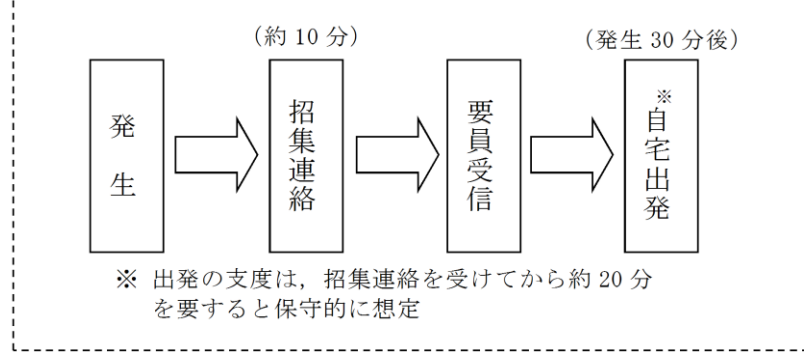 (約 10 分)
(発生 30 分後)
発生
招集連絡
要員受信
※自宅出発
※ 出発の支度は，招集連絡を受けてから約 20 分
を要すると保守的に想定